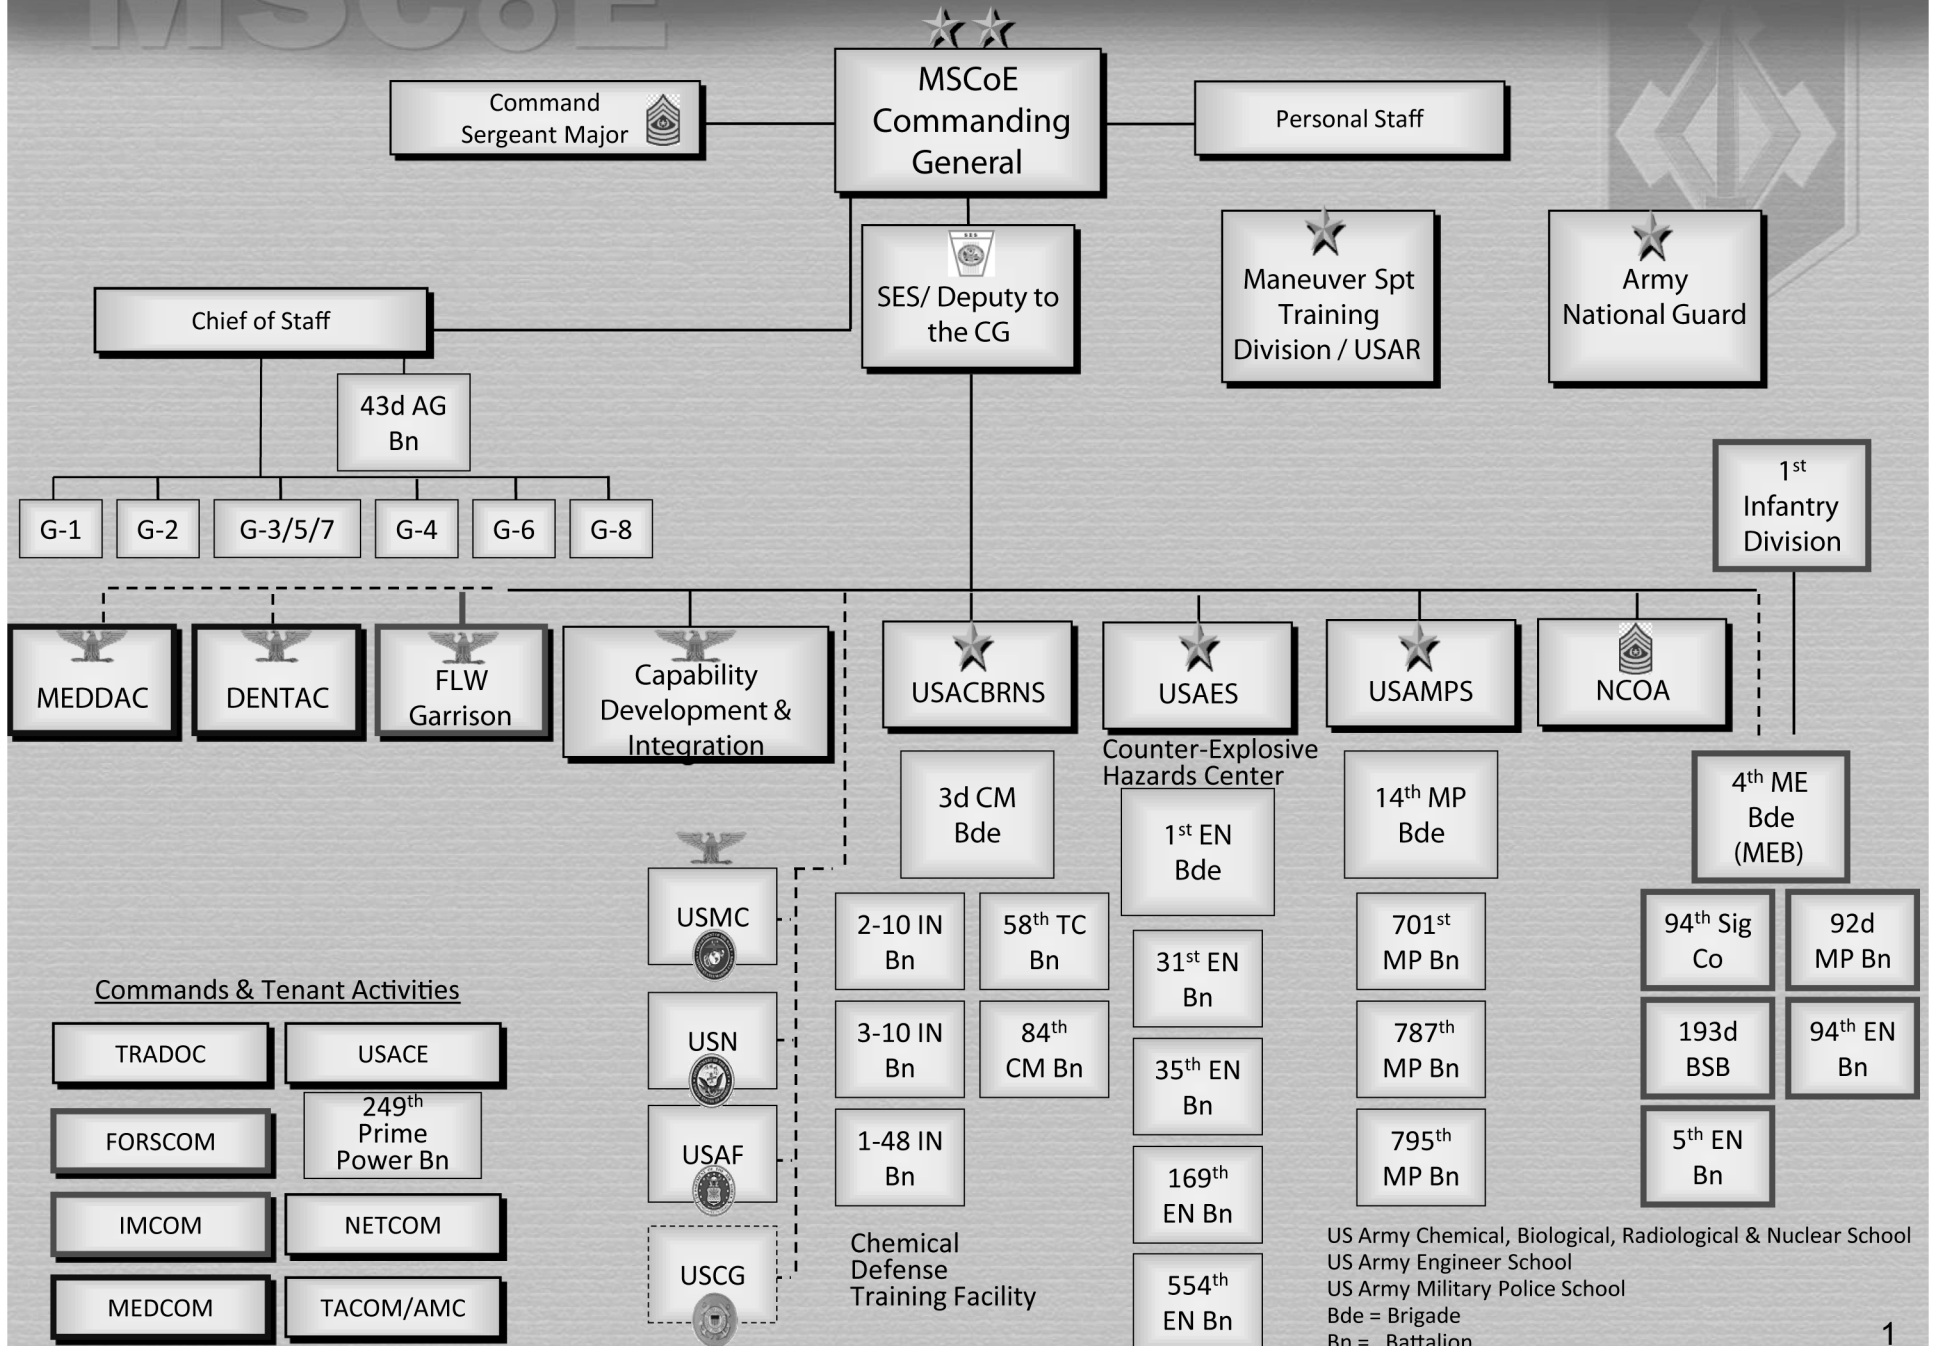 MSCoE
MSCoE
Commanding
General
Command
Sergeant Major
Personal Staff
SES/ Deputy to
the CG
Maneuver Spt
Training
Division / USAR
Army
National Guard
Chief of Staff
43d AG
Bn
1st
Infantry
Division
G-1
G-2
G-3/5/7
G-4
G-6
G-8
MEDDAC
DENTAC
FLW
Garrison
Capability
Development &
Integration
USACBRNS
USAES
USAMPS
NCOA
Counter-Explosive
Hazards Center
3d CM
Bde
1st EN
Bde
14th MP
Bde
4th ME
Bde
(MEB)
USMC
USN
USAF
USCG
2-10 IN
Bn
58th TC
Bn
3-10 IN
Bn
84th
CM Bn
1-48 IN
Bn
Chemical
Defense
Training Facility
31st EN
Bn
35th EN
Bn
169th
EN Bn
554th
EN Bn
701st
MP Bn
787th
MP Bn
795th
MP Bn
94th Sig
Co
92d
MP Bn
193d
BSB
94th EN
Bn
5th EN
Bn
Commands & Tenant Activities
TRADOC
USACE
249th
Prime
Power Bn
FORSCOM
IMCOM
NETCOM
MEDCOM
TACOM/AMC
US Army Chemical, Biological, Radiological & Nuclear School
US Army Engineer School
US Army Military Police School
Bde = Brigade
Bn = Battalion
1